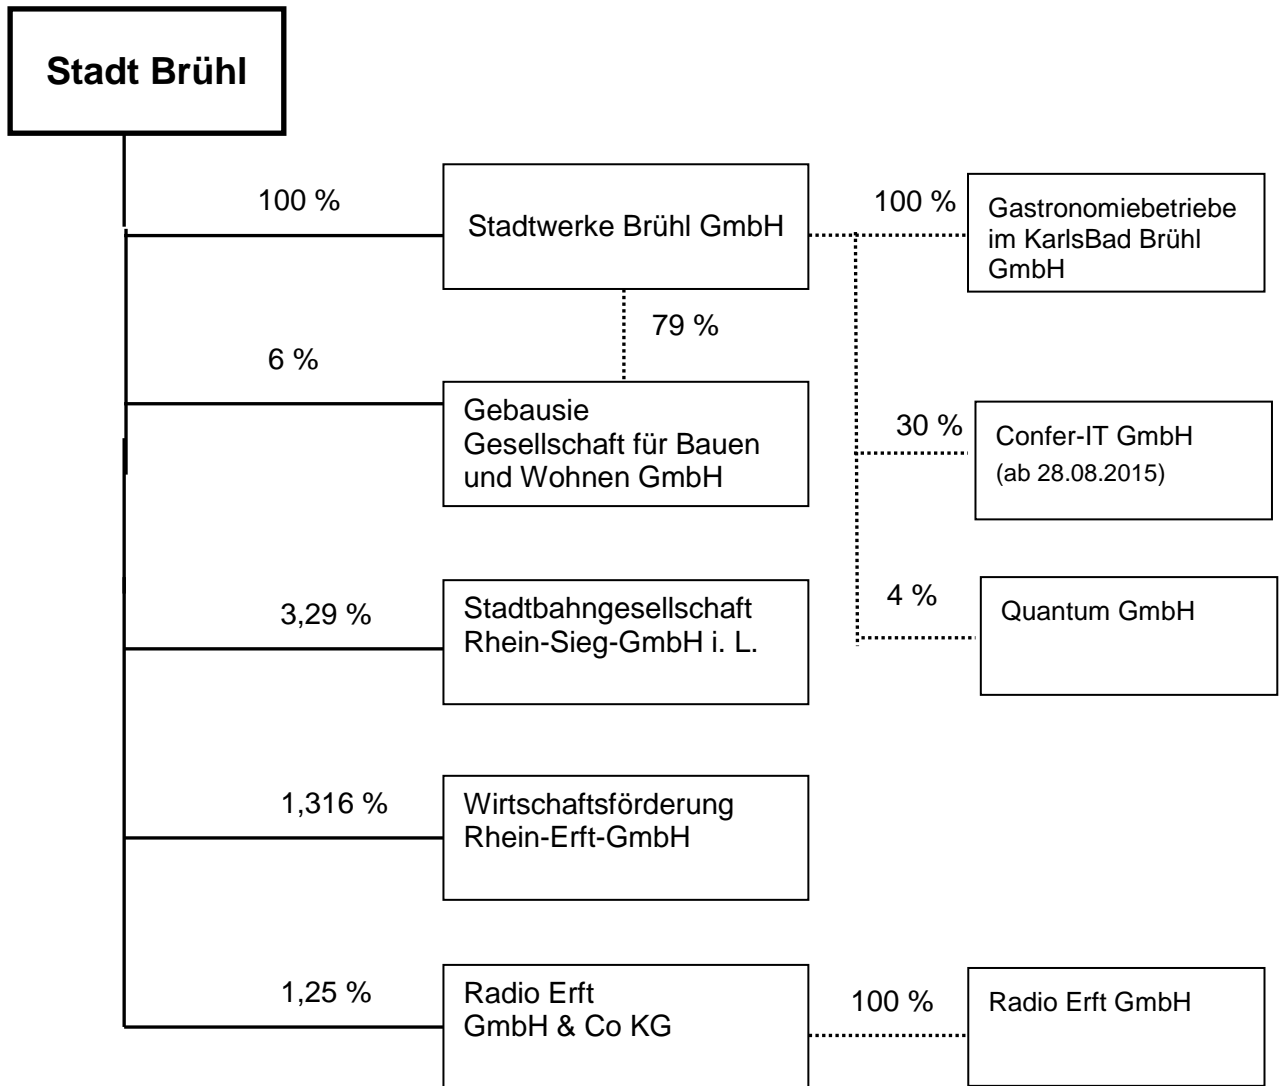 Stadt Brühl
100 %
Stadtwerke Brühl GmbH
100 %
Gastronomiebetriebe
im KarlsBad Brühl
GmbH
79 %
6 %
Gebausie
Gesellschaft für Bauen
und Wohnen GmbH
30 %
Confer-IT GmbH
(ab 28.08.2015)
3,29 %
Stadtbahngesellschaft
Rhein-Sieg-GmbH i. L.
4 %
Quantum GmbH
1,316 %
Wirtschaftsförderung
Rhein-Erft-GmbH
1,25 %
Radio Erft
GmbH & Co KG
100 %
Radio Erft GmbH